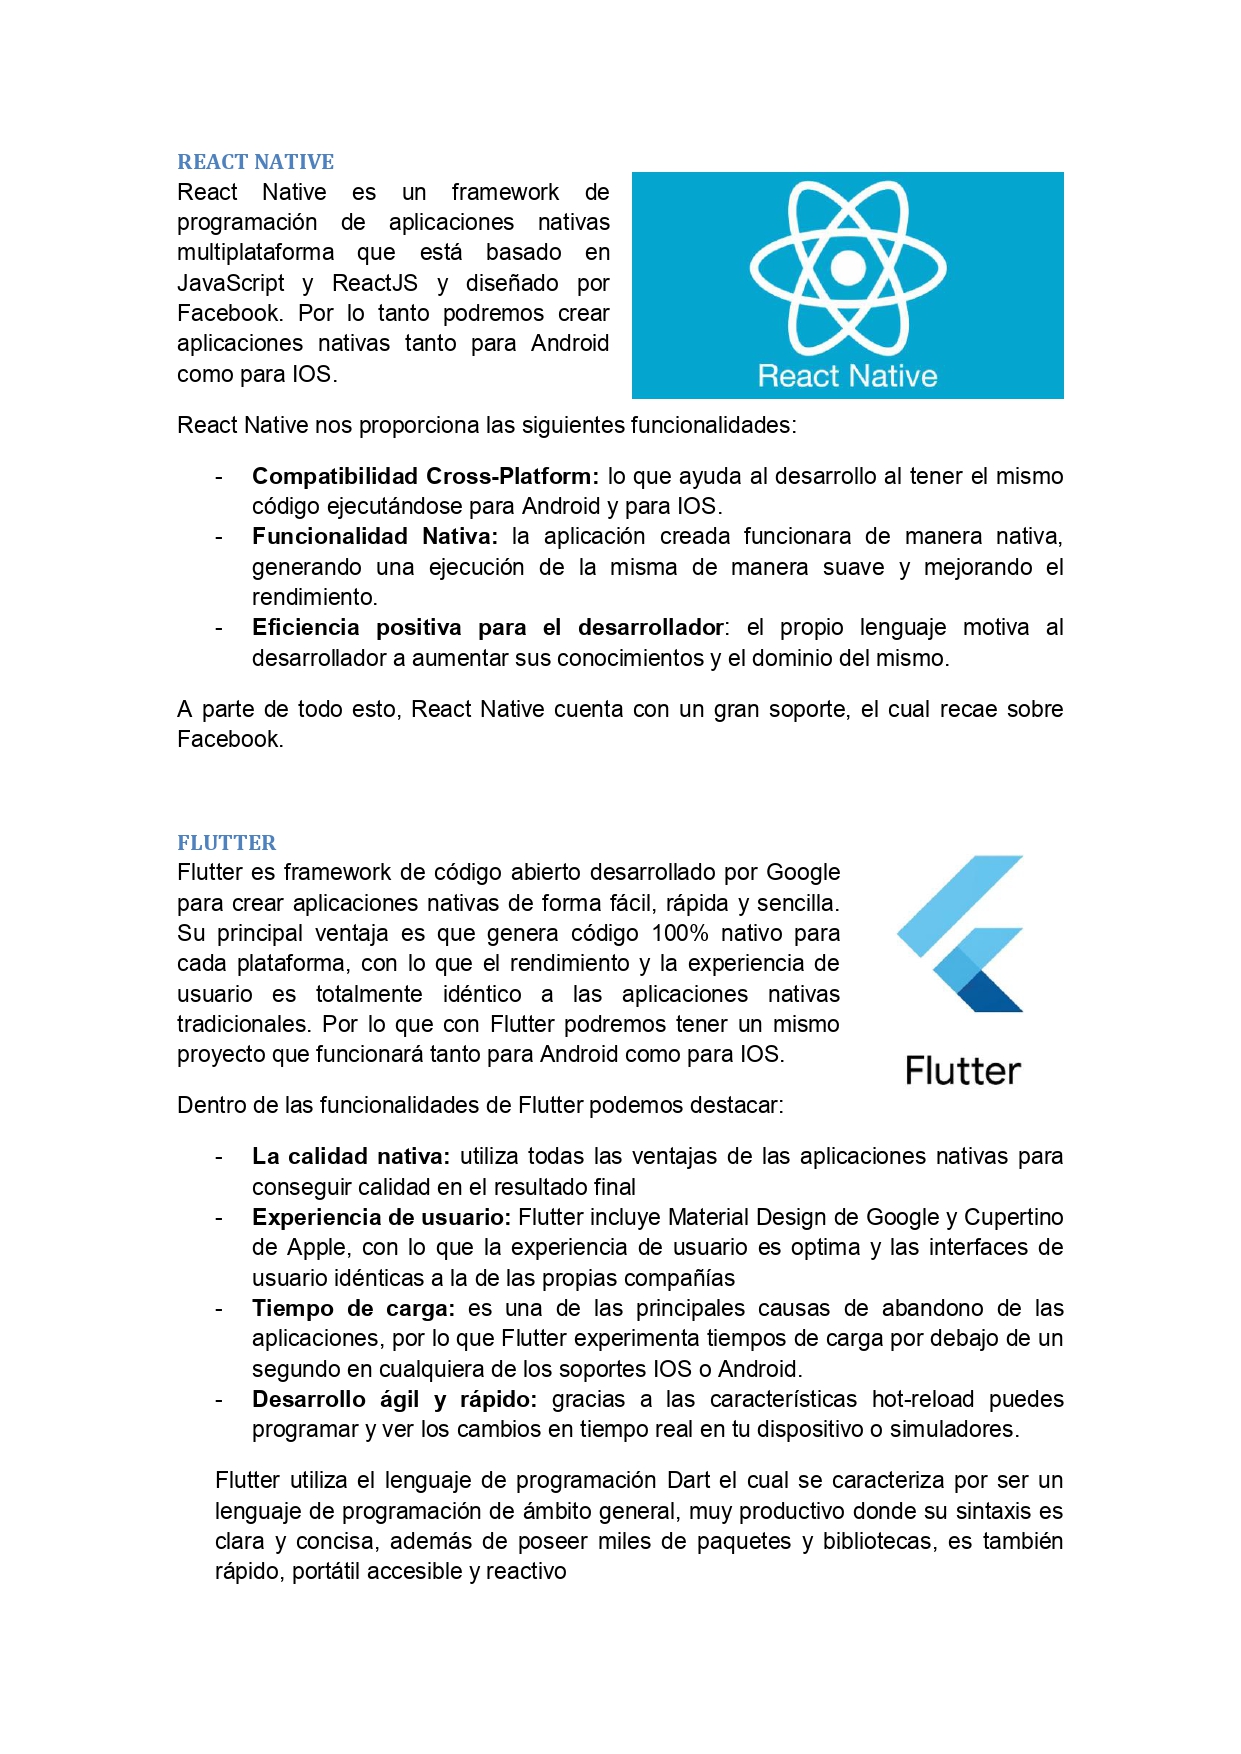 REACT NATIVE
React Native es un framework de
programación de aplicaciones nativas
multiplataforma que está basado en
JavaScript y ReactJS y diseñado por
Facebook. Por lo tanto podremos crear
aplicaciones nativas tanto para Android
como para IOS.
React Native
React Native nos proporciona las siguientes funcionalidades:
- Compatibilidad Cross-Platform: lo que ayuda al desarrollo al tener el mismo
código ejecutándose para Android y para IOS.
- Funcionalidad Nativa: la aplicación creada funcionara de manera nativa,
generando una ejecución de la misma de manera suave y mejorando el
rendimiento.
- Eficiencia positiva para el desarrollador: el propio lenguaje motiva al
desarrollador a aumentar sus conocimientos y el dominio del mismo.
A parte de todo esto, React Native cuenta con un gran soporte, el cual recae sobre
Facebook.
FLUTTER
Flutter es framework de código abierto desarrollado por Google
para crear aplicaciones nativas de forma fácil, rápida y sencilla.
Su principal ventaja es que genera código 100% nativo para
cada plataforma, con lo que el rendimiento y la experiencia de
usuario es totalmente idéntico a las aplicaciones nativas
tradicionales. Por lo que con Flutter podremos tener un mismo
proyecto que funcionará tanto para Android como para IOS.
Flutter
Dentro de las funcionalidades de Flutter podemos destacar:
- La calidad nativa: utiliza todas las ventajas de las aplicaciones nativas para
conseguir calidad en el resultado final
- Experiencia de usuario: Flutter incluye Material Design de Google y Cupertino
de Apple, con lo que la experiencia de usuario es optima y las interfaces de
usuario idénticas a la de las propias compañías
- Tiempo de carga: es una de las principales causas de abandono de las
aplicaciones, por lo que Flutter experimenta tiempos de carga por debajo de un
segundo en cualquiera de los soportes IOS o Android.
- Desarrollo ágil y rápido: gracias a las características hot-reload puedes
programar y ver los cambios en tiempo real en tu dispositivo o simuladores.
Flutter utiliza el lenguaje de programación Dart el cual se caracteriza por ser un
lenguaje de programación de ámbito general, muy productivo donde su sintaxis es
clara y concisa, además de poseer miles de paquetes y bibliotecas, es también
rápido, portátil accesible y reactivo